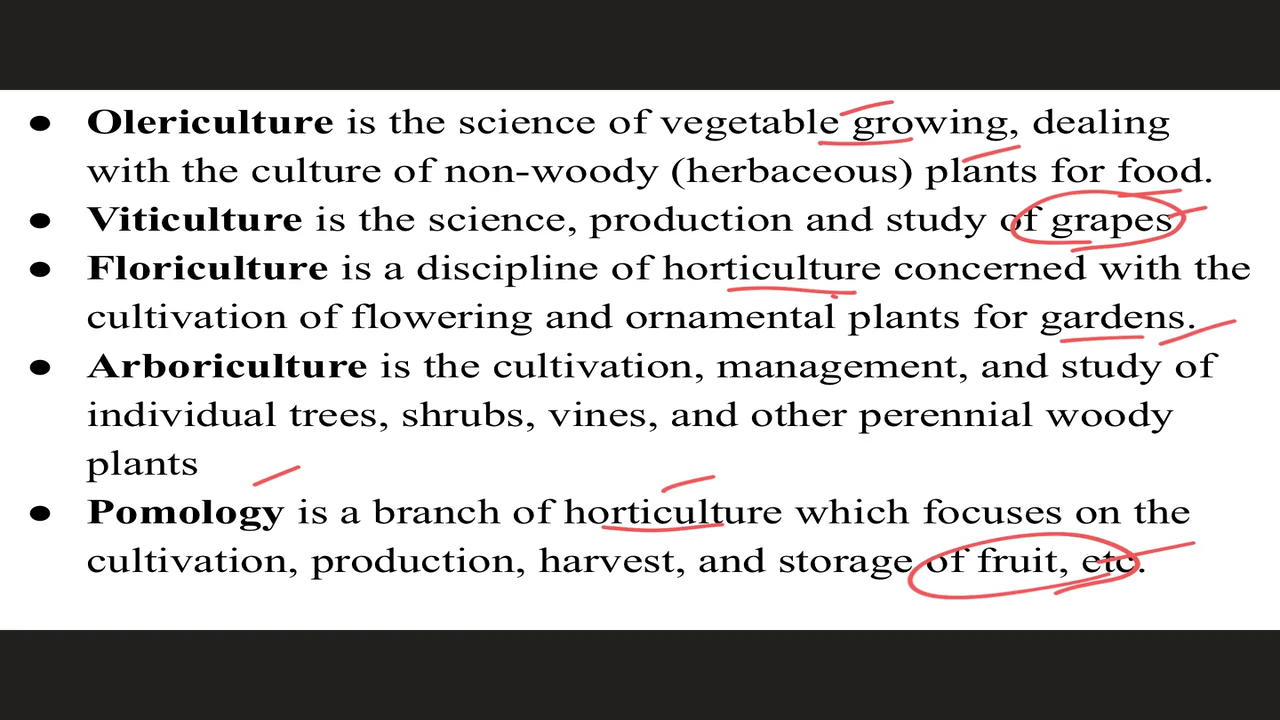 ● Olericulture is the science of vegetable growing, dealing
with the culture of non-woody (herbaceous) plants for food.
● Viticulture is the science, production and study of grapes
● Floriculture is a discipline of horticulture concerned with the
cultivation of flowering and ornamental plants for gardens.
● Arboriculture is the cultivation, management, and study of
individual trees, shrubs, vines, and other perennial woody
plants
● Pomology is a branch of horticulture which focuses on the
cultivation, production, harvest, and storage of fruit, etc.